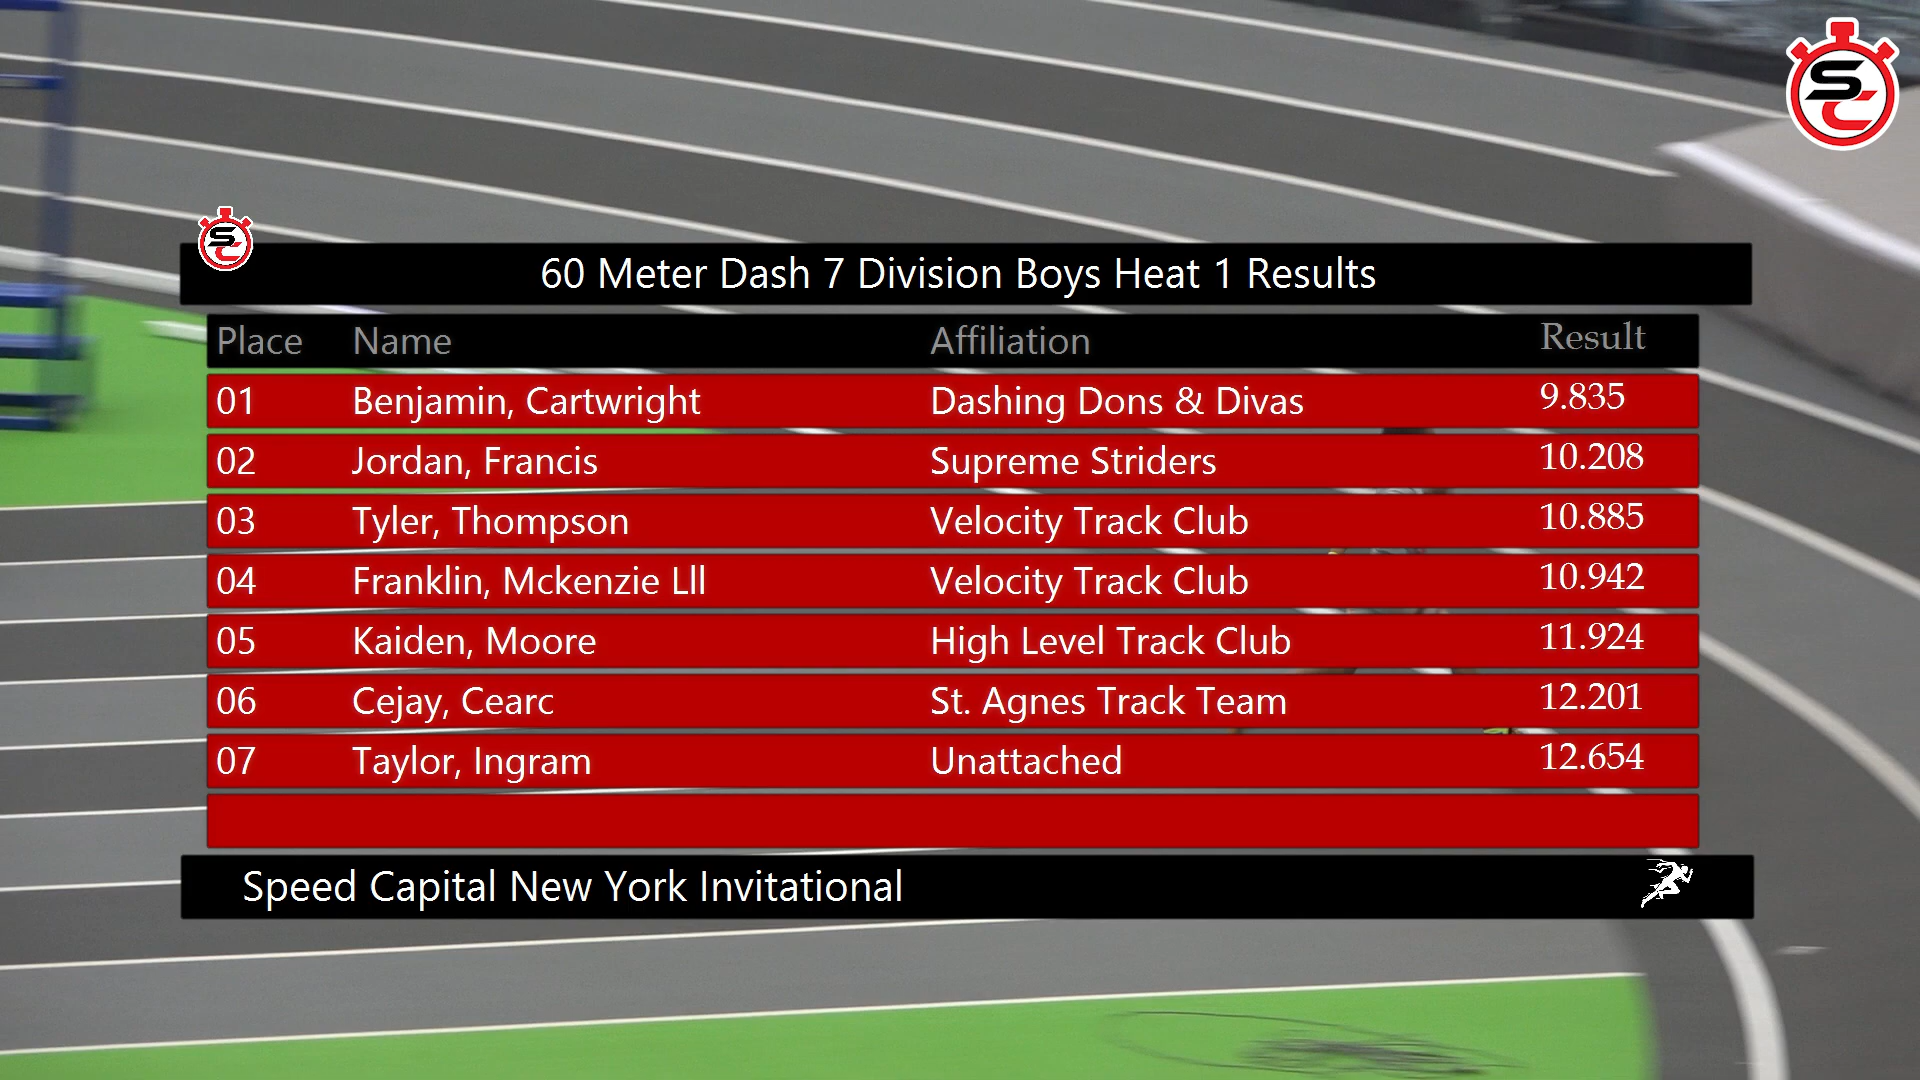 SC
SC
60 Meter Dash 7 Division Boys Heat 1 Results
Place Name Affiliation Result
01 Benjamin, Cartwright Dashing Dons & Divas 9.835
02 Jordan, Francis Supreme Striders 10.208
03 Tyler, Thompson Velocity Track Club 10.885
04 Franklin, Mckenzie Lll Velocity Track Club 10.942
05 Kaiden, Moore High Level Track Club 11.924
06 Cejay, Cearc St. Agnes Track Team 12.201
07 Taylor, Ingram Unattached 12.654
Speed Capital New York Invitational